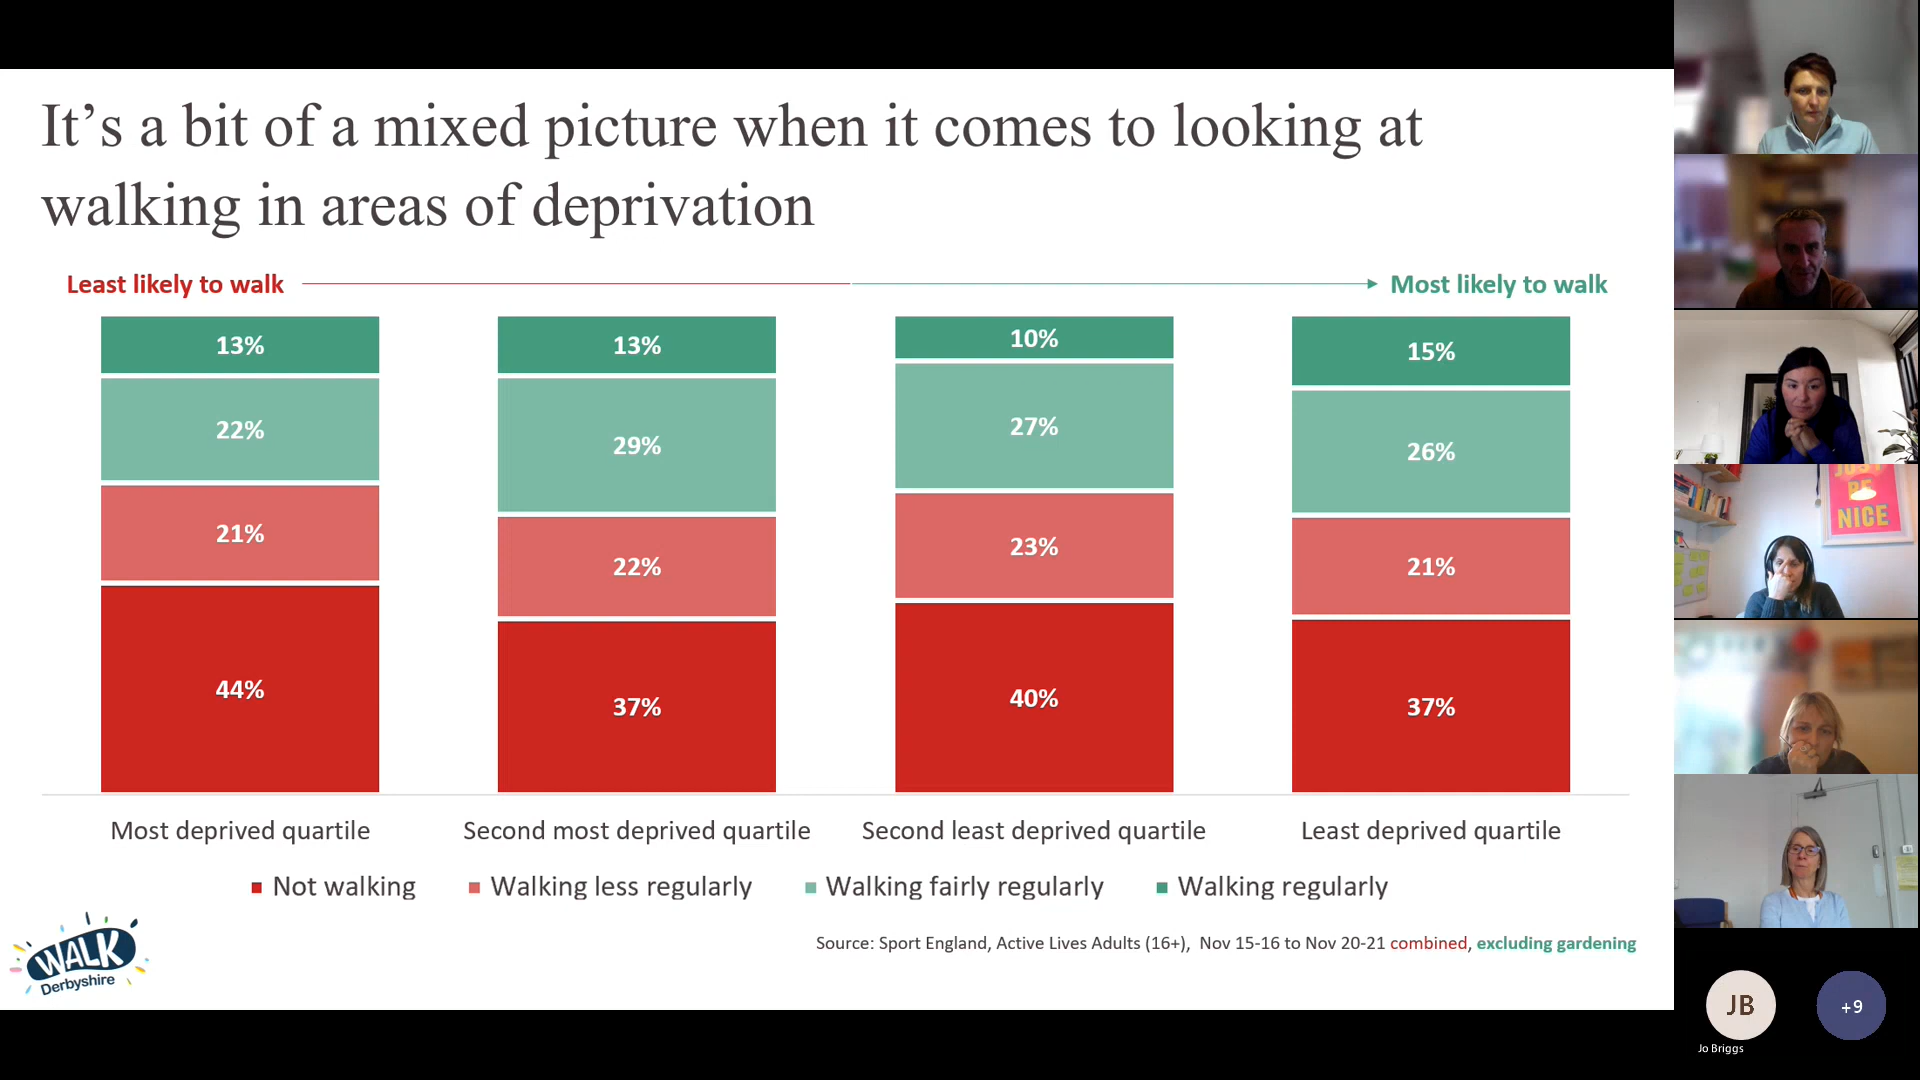 It’s a bit of a mixed picture when it comes to looking at
walking in areas of deprivation
Least likely to walk
Most likely to walk
13%
13%
10%
15%
22%
29%
27%
26%
21%
22%
23%
21%
44%
37%
40%
37%
Most deprived quartile
Second most deprived quartile
Second least deprived quartile
Least deprived quartile
Not walking
Walking less regularly
Walking fairly regularly
Walking regularly
Source: Sport England, Active Lives Adults (16+), Nov 15-16 to Nov 20-21 combined, excluding gardening
WALK
Derbyshire
JUST
BE
NICE
JB
+9
Jo Briggs